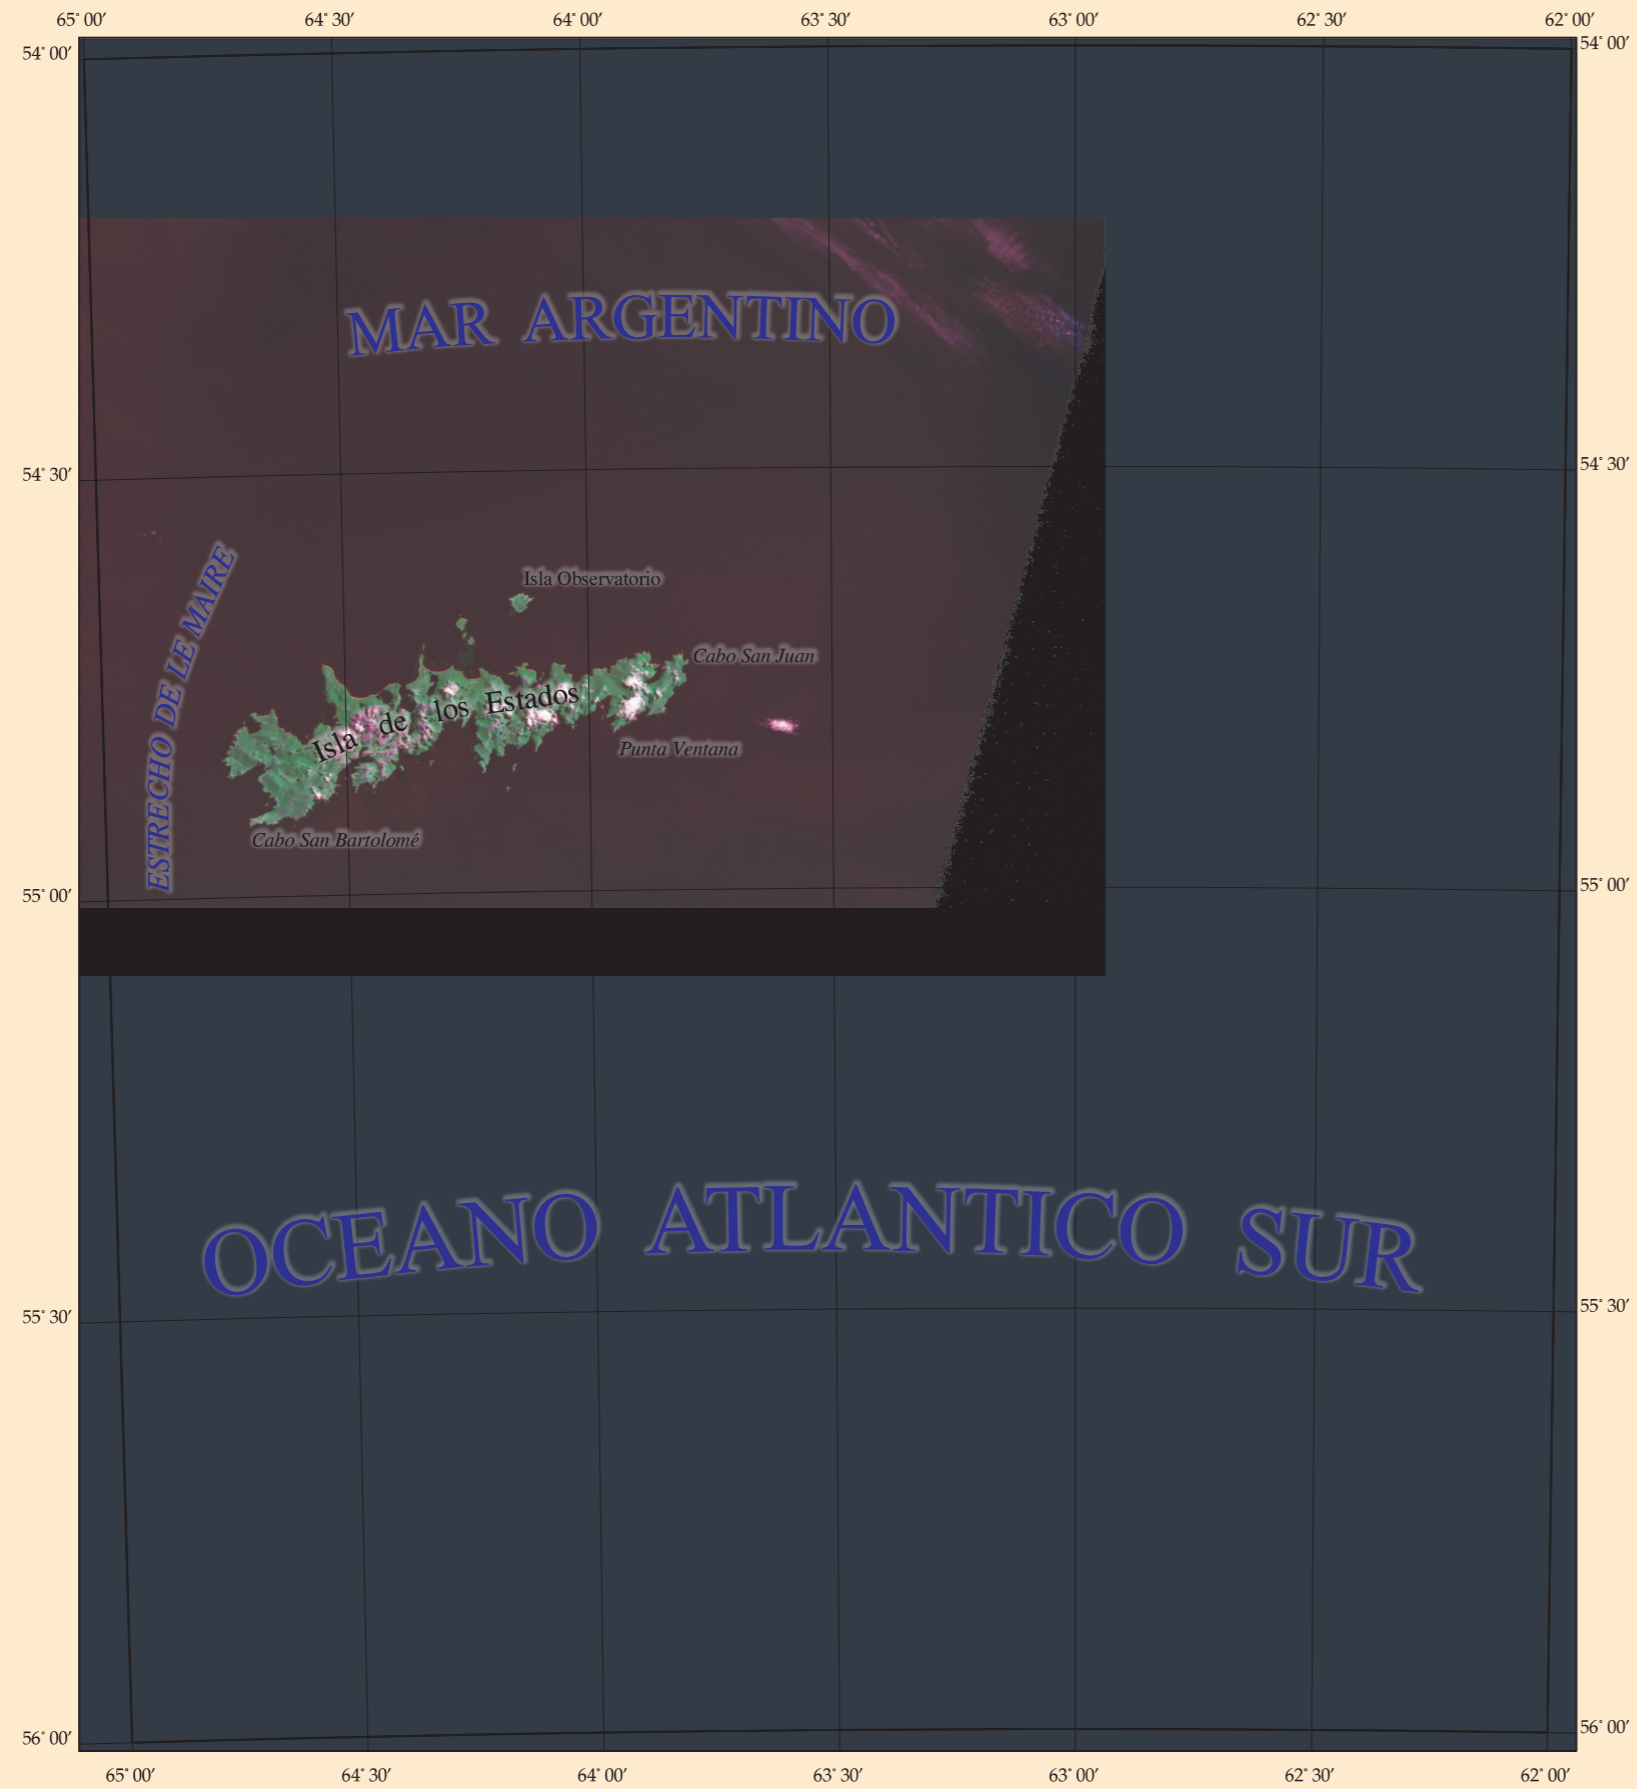 65° 00′ 64° 30′ 64° 00′ 63° 30′ 63° 00′ 62° 30′ 62° 00′
54° 00′ 54° 00′
MAR ARGENTINO
54° 30′ 54° 30′
ESTRECHO DE LE MAIRE
Isla Observatorio
Cabo San Juan
Isla de los Estados
Punta Ventana
Cabo San Bartolomé
55° 00′ 55° 00′
OCEANO ATLANTICO SUR
55° 30′ 55° 30′
56° 00′ 56° 00′
65° 00′ 64° 30′ 64° 00′ 63° 30′ 63° 00′ 62° 30′ 62° 00′